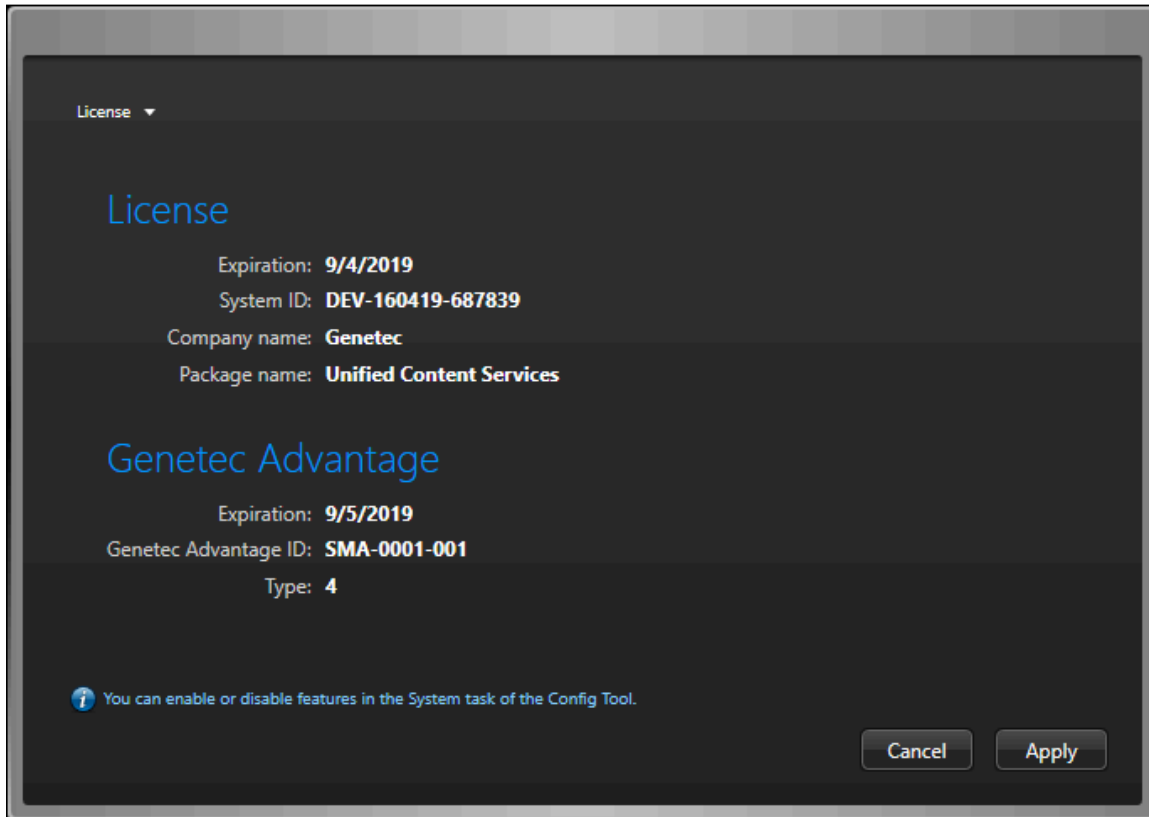 License
License
Expiration: 9/4/2019
System ID: DEV-160419-687839
Company name: Genetec
Package name: Unified Content Services
Genetec Advantage
Expiration: 9/5/2019
Genetec Advantage ID: SMA-0001-001
Type: 4
You can enable or disable features in the System task of the Config Tool.
Cancel Apply